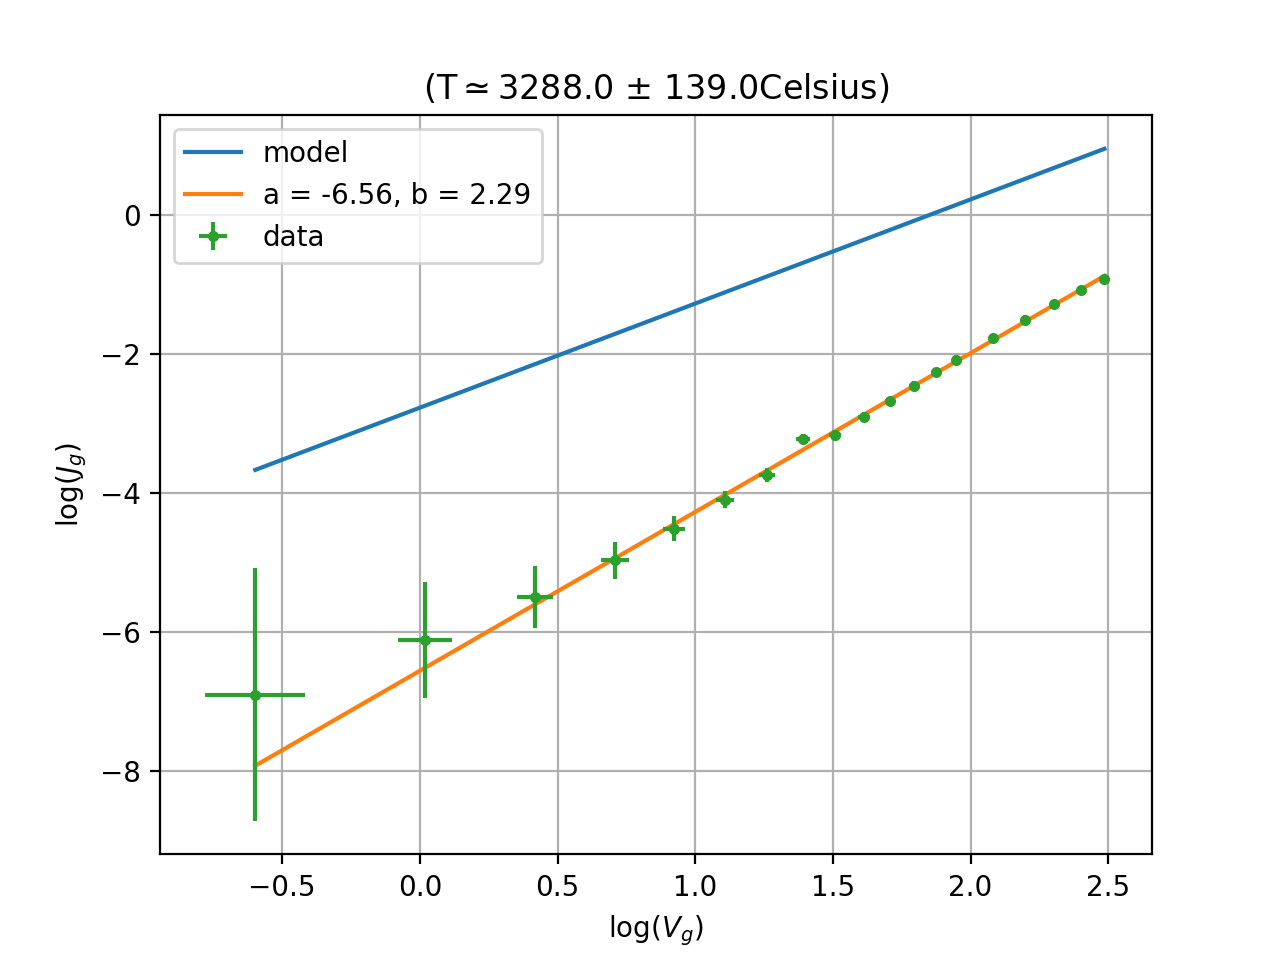 (T ≃ 3288.0 ± 139.0Celsius)
model
a = -6.56, b = 2.29
data
0
−2
−4
−6
−8
log(J_g)
−0.5 0.0 0.5 1.0 1.5 2.0 2.5
log(V_g)